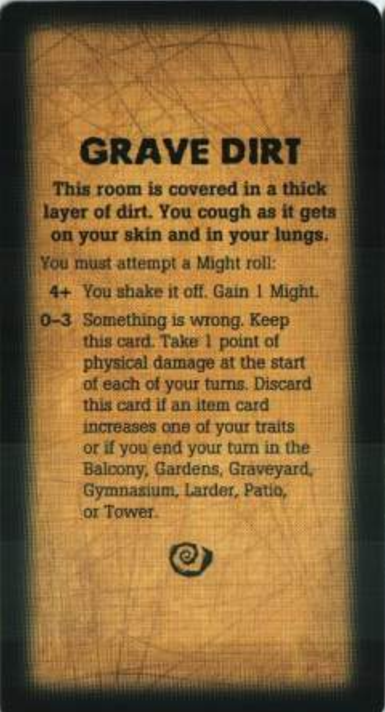 GRAVE DIRT
This room is covered in a thick
layer of dirt. You cough as it gets
on your skin and in your lungs.
You must attempt a Might roll:
4+ You shake it off. Gain 1 Might.
0–3 Something is wrong. Keep
this card. Take 1 point of
physical damage at the start
of each of your turns. Discard
this card if an item card
increases one of your traits
or if you end your turn in the
Balcony, Gardens, Graveyard,
Gymnasium, Larder, Patio,
or Tower.